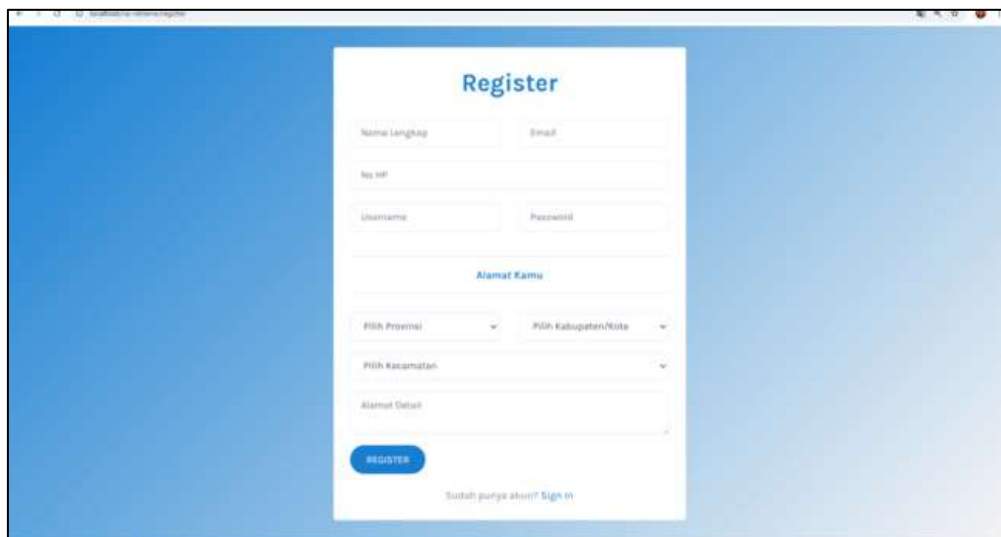 Register
Nama Lengkap Email
No HP
Username Password
Alamat Kamu
Pilih Provinsi Pilih Kabupaten/Kota
Pilih Kecamatan
Alamat Detail
REGISTER
Sudah punya akun? Sign In